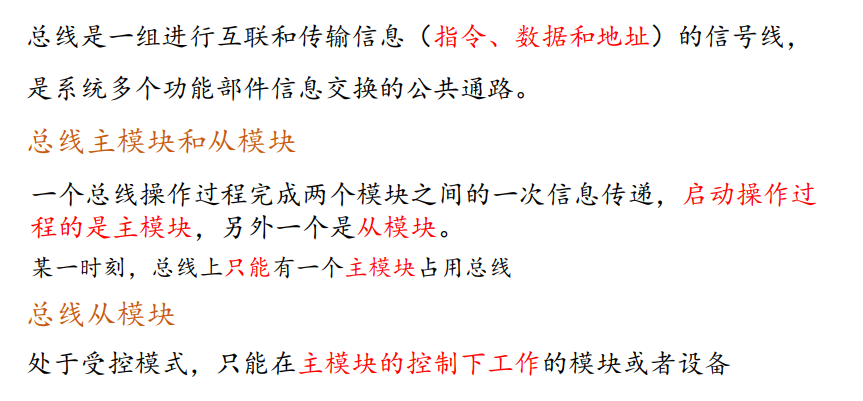 总线是一组进行互联和传输信息（指令、数据和地址）的信号线，
是系统多个功能部件信息交换的公共通路。
总线主模块和从模块
一个总线操作过程完成两个模块之间的一次信息传递，启动操作过
程的是主模块，另外一个是从模块。
某一时刻，总线上只能有一个主模块占用总线
总线从模块
处于受控模式，只能在主模块的控制下工作的模块或者设备